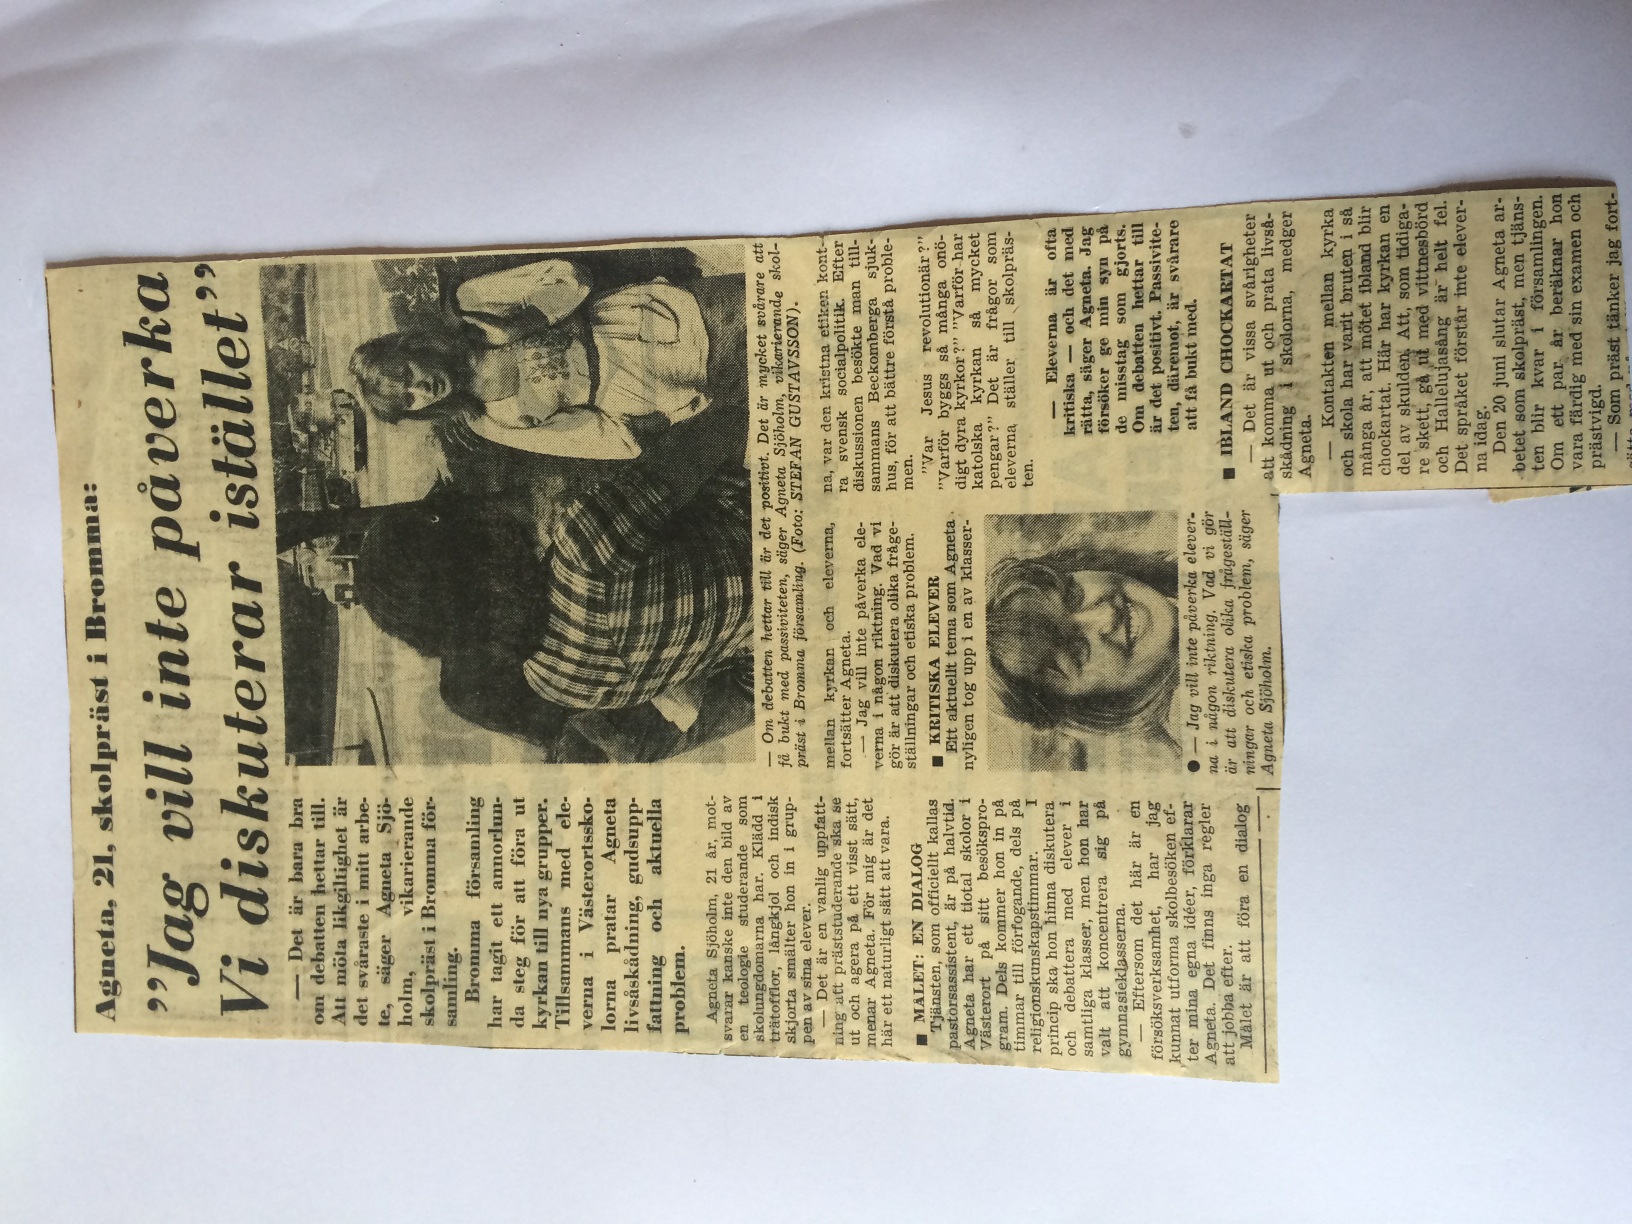 Agneta, 21, skolpräst i Bromma:
”Jag vill inte påverka
Vi diskuterar istället”
— Det är bara bra
om debatten hettar till.
Att möta likgiltighet är
det svåraste i mitt arbe-
te, säger Agneta Sjö-
holm, vikarierande
skolpräst i Bromma för-
samling.
Bromma församling
har tagit ett annorlun-
da steg för att föra ut
kyrkan till nya grupper.
Tillsammans med ele-
verna i Västerortssko-
lorna pratar Agneta
livsåskådning, gudsupp-
fattning och aktuella
problem.
Agneta Sjöholm, 21 år, mot-
svarar kanske inte den bild av
en teologie studerande som
skolungdomarna har. Klädd i
trätofflor, långkjol och indisk
skjorta smälter hon in i grup-
pen av sina elever.
— Det är en vanlig uppfatt-
ning att präststuderande ska se
ut och agera på ett visst sätt,
menar Agneta. För mig är det
här ett naturligt sätt att vara.
■ MÅLET: EN DIALOG
Tjänsten, som officiellt kallas
pastorsassistent, är på halvtid.
Agneta har ett tiotal skolor i
Västerort på sitt besökspro-
gram. Dels kommer hon in på
timmar till förfogande, dels på
religionskunskapstimmar. I
princip ska hon hinna diskutera
och debattera med elever i
samtliga klasser, men hon har
valt att koncentrera sig på
gymnasieklasserna.
— Eftersom det här är en
försöksverksamhet, har jag
kunnat utforma skolbesöken ef-
ter mina egna idéer, förklarar
Agneta. Det finns inga regler
att jobba efter.
Målet är att föra en dialog
— Om debatten hettar till är det positivt. Det är mycket svårare att
få bukt med passiviteten, säger Agneta Sjöholm, vikarierande skol-
präst i Bromma församling. (Foto: STEFAN GUSTAVSSON).
mellan kyrkan och eleverna,
fortsätter Agneta.
— Jag vill inte påverka ele-
verna i någon riktning. Vad vi
gör är att diskutera olika fråge-
ställningar och etiska problem.
■ KRITISKA ELEVER
Ett aktuellt tema som Agneta
nyligen tog upp i en av klasser-
● — Jag vill inte påverka elever-
na i någon riktning. Vad vi gör
är att diskutera olika frågeställ-
ningar och etiska problem, säger
Agneta Sjöholm.
na, var den kristna etiken kont-
ra svensk socialpolitik. Efter
diskussionen besökte man till-
sammans Beckomberga sjuk-
hus, för att bättre förstå proble-
men.
”Var Jesus revolutionär?”
”Varför byggs så många onö-
digt dyra kyrkor?” ”Varför har
katolska kyrkan så mycket
pengar?” Det är frågor som
eleverna ställer till skolpräs-
ten.
— Eleverna är ofta
kritiska — och det med
rätta, säger Agneta. Jag
försöker ge min syn på
de misstag som gjorts.
Om debatten hettar till
är det positivt. Passivite-
ten, däremot, är svårare
att få bukt med.
■ IBLAND CHOCKARTAT
— Det är vissa svårigheter
att komma ut och prata livså-
skådning i skolorna, medger
Agneta.
— Kontakten mellan kyrka
och skola har varit bruten i så
många år, att mötet ibland blir
chockartat. Här har kyrkan en
del av skulden. Att, som tidiga-
re skett, gå ut med vittnesbörd
och Hallelujasång är helt fel.
Det språket förstår inte elever-
na idag.
Den 20 juni slutar Agneta ar-
betet som skolpräst, men tjäns-
ten blir kvar i församlingen.
Om ett par år beräknar hon
vara färdig med sin examen och
prästvigd.
— Som präst tänker jag fort-